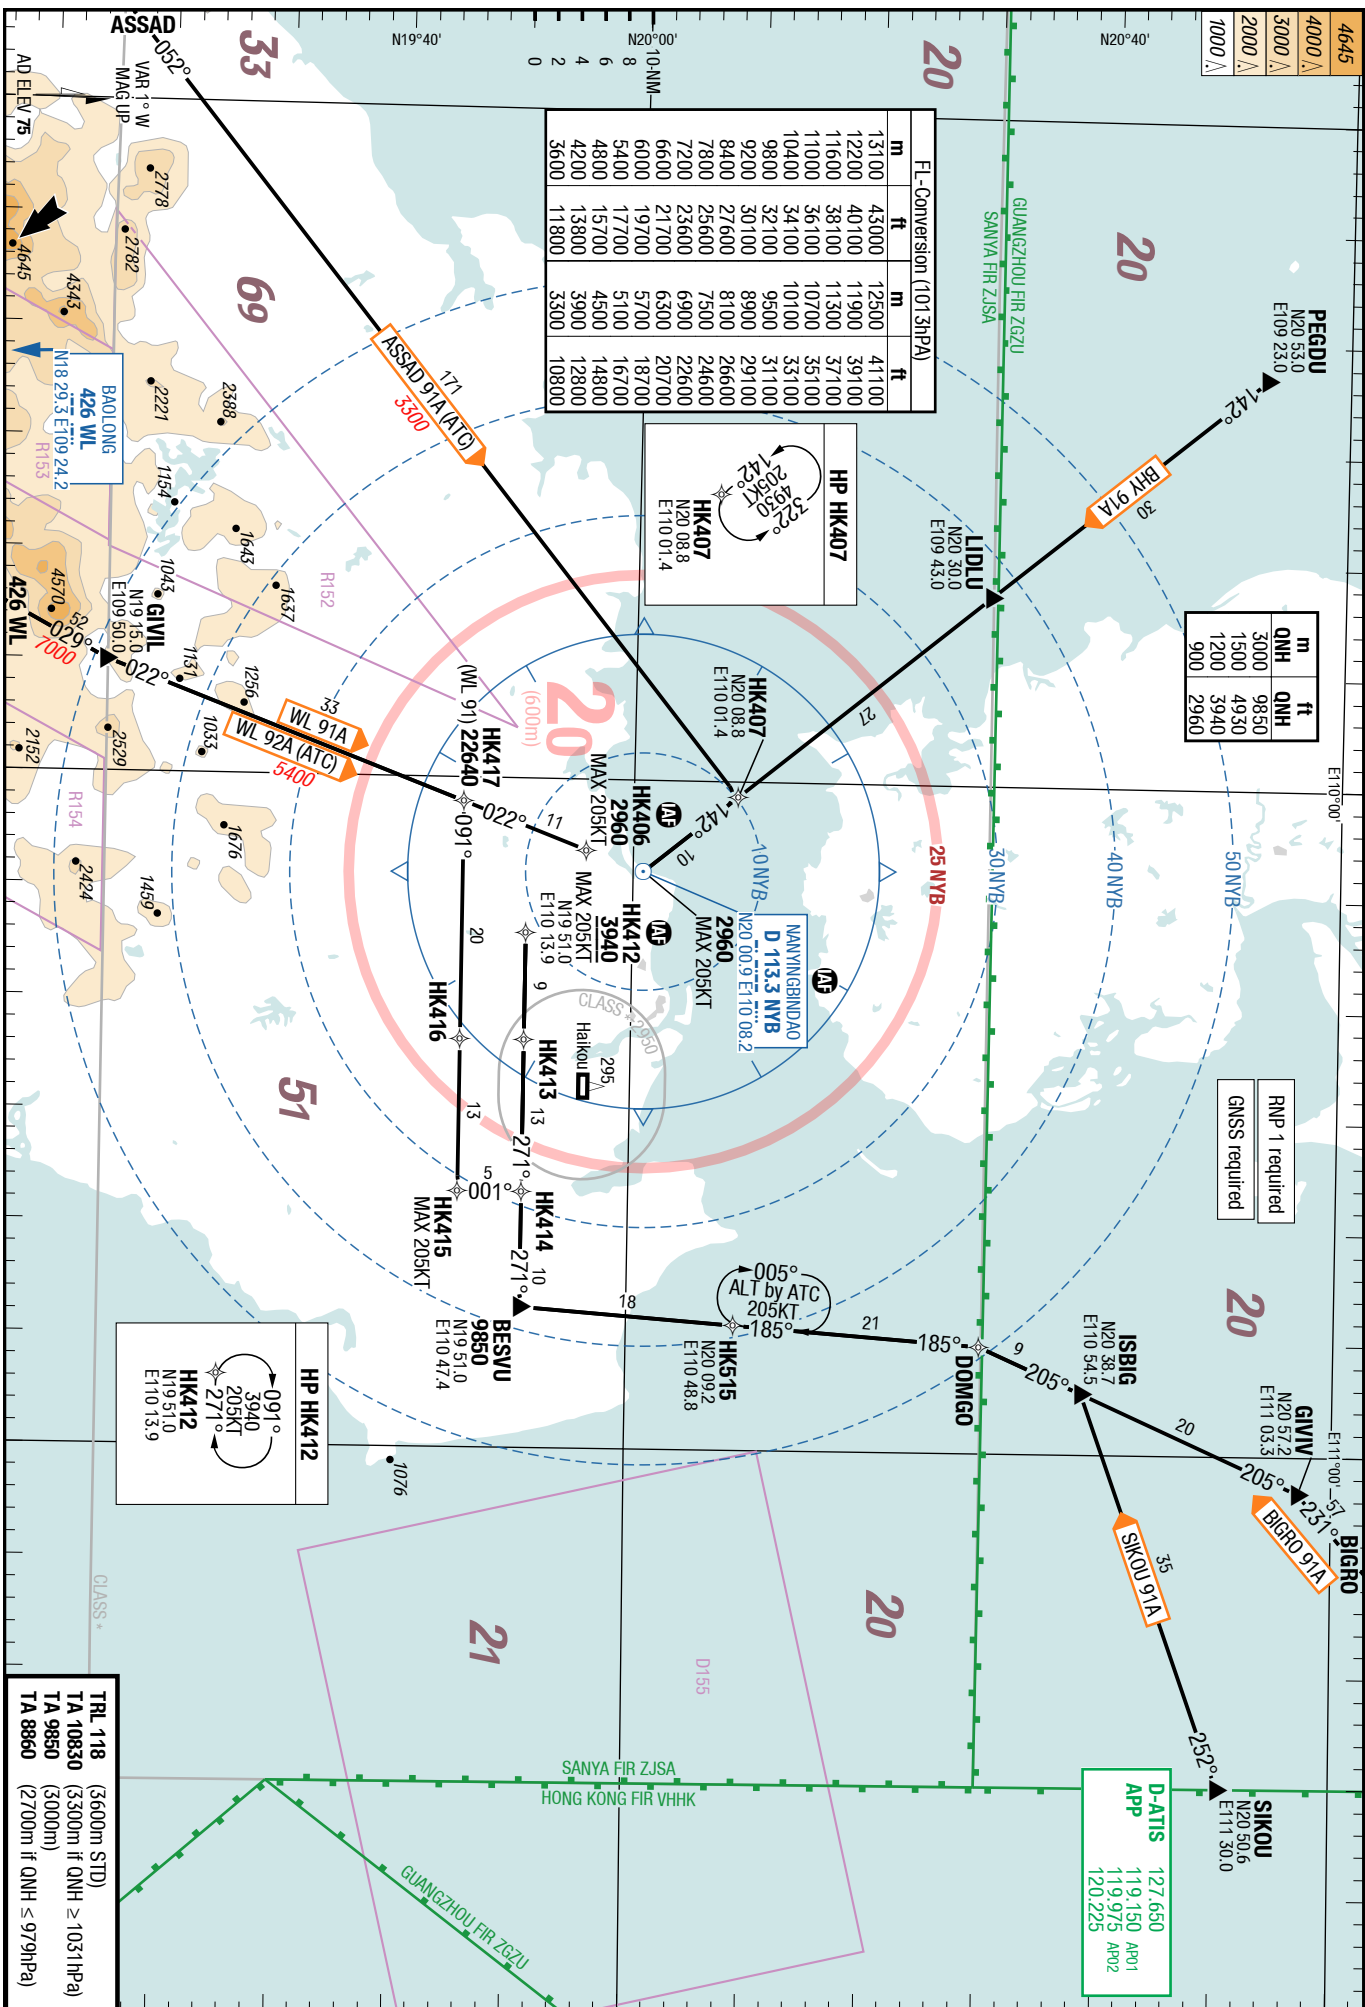 4645
4000
3000
2000
1000
N19°40'
N20°00'
N20°40'
10 NM
8
6
4
2
0
E110°00'
E111°00'
ASSAD
052°
171
ASSAD 91A (ATC)
3300
VAR 1° W
MAG UP
AD ELEV 75
33
69
20
20
20
20
21
51
20
(600m)
FL-Conversion (1013hPA)
m ft m ft
13100 43000 12500 41100
12200 40100 11900 39100
11600 38100 11300 37100
11000 36100 10700 35100
10400 34100 10100 33100
9800 32100 9500 31100
9200 30100 8900 29100
8400 27600 8100 26600
7800 25600 7500 24600
7200 23600 6900 22600
6600 21700 6300 20700
6000 19700 5700 18700
5400 17700 5100 16700
4800 15700 4500 14800
4200 13800 3900 12800
3600 11800 3300 10800
GUANGZHOU FIR ZGZU
SANYA FIR ZJSA
PEGDU
N20 53.0
E109 23.0
142°
BHY 91A
30
LIDLU
N20 30.0
E109 43.0
27
HP HK407
322°
4930
205KT
142°
HK407
N20 08.8
E110 01.4
HK407
N20 08.8
E110 01.4
142°
10
m ft
QNH QNH
3000 9850
1500 4930
1200 3940
900 2960
50 NYB
40 NYB
30 NYB
25 NYB
10 NYB
NANYINGBINDAO
D 113.3 NYB
N20 00.9 E110 08.2
IAF
2960
MAX 205KT
IAF
HK406
2960
MAX 205KT
IAF
HK412
3940
MAX 205KT
N19 51.0
E110 13.9
HK417
(WL 91) 22640
022°
11
091°
20
HK416
13
HK415
MAX 205KT
001°
5
HK414
271°
13
HK413
9
10
271°
BESVU
9850
N19 51.0
E110 47.4
18
HK515
N20 09.2
E110 48.8
005°
ALT by ATC
205KT
185°
21
185°
DOMGO
9
205°
ISBIG
N20 38.7
E110 54.5
20
GIVIV
N20 57.2
E111 03.3
205°
231°
57
BIGRO
BIGRO 91A
SIKOU 91A
35
252°
SIKOU
N20 50.6
E111 30.0
RNP 1 required
GNSS required
CLASS * 2950
295
Haikou
2778
2782
4645
4343
2221
2388
1154
1643
1043
1637
4570
1131
1256
1033
2529
2152
1676
2424
1459
1076
BAOLONG
426 WL
N18 29.3 E109 24.2
R153
R152
R154
D155
426 WL
52
029°
7000
GIVIL
N19 15.0
E109 50.0
022°
33
WL 91A
WL 92A (ATC)
5400
HP HK412
091°
3940
205KT
271°
HK412
N19 51.0
E110 13.9
CLASS *
SANYA FIR ZJSA
HONG KONG FIR VHHK
GUANGZHOU FIR ZGZU
D-ATIS 127.650
APP 119.150 AP01
119.975 AP02
120.225
TRL 118 (3600m STD)
TA 10830 (3300m if QNH ≥ 1031hPa)
TA 9850 (3000m)
TA 8860 (2700m if QNH ≤ 979hPa)